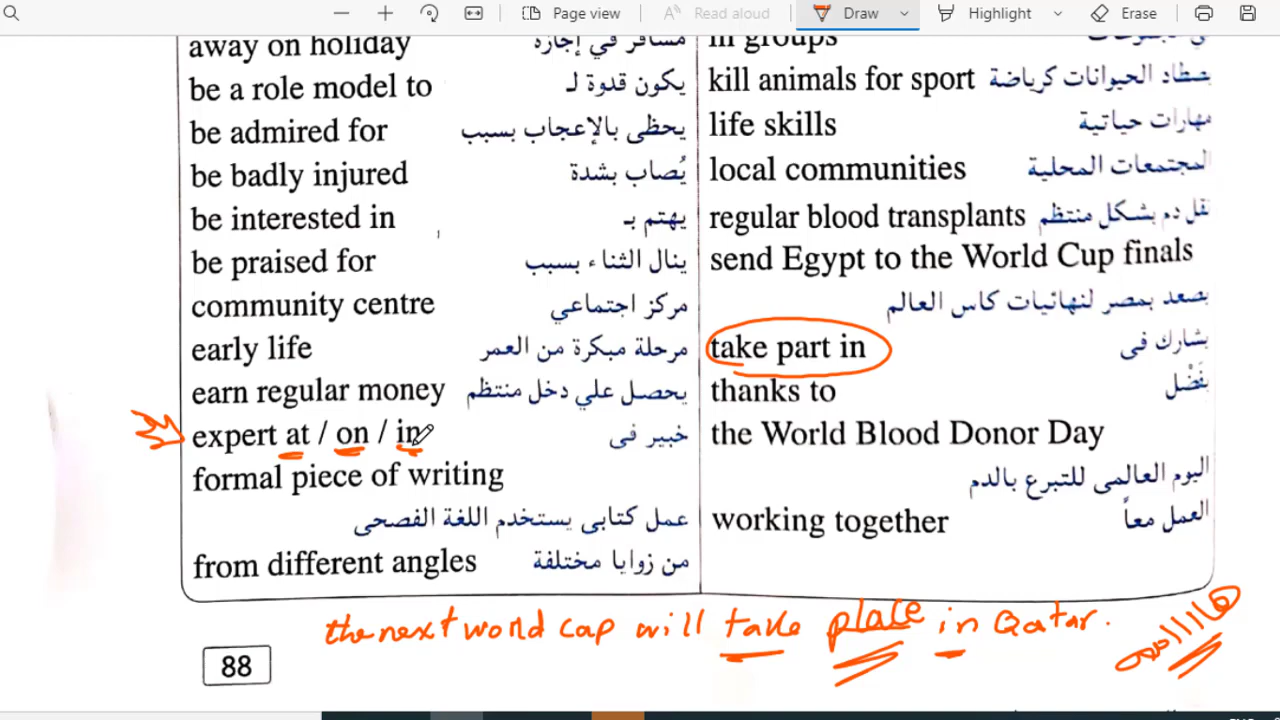 Page view
Read aloud
Draw
Highlight
Erase
away on holiday مسافر في إجازة
be a role model to يكون قدوة لـ
be admired for يحظى بالإعجاب بسبب
be badly injured يُصاب بشدة
be interested in يهتم بـ
be praised for ينال الثناء بسبب
community centre مركز اجتماعي
early life مرحلة مبكرة من العمر
earn regular money يحصل علي دخل منتظم
expert at / on / in خبير فى
formal piece of writing
عمل كتابى يستخدم اللغة الفصحى
from different angles من زوايا مختلفة
in groups
kill animals for sport يصطاد الحيوانات كرياضة
life skills مهارات حياتية
local communities المجتمعات المحلية
regular blood transplants نقل دم بشكل منتظم
send Egypt to the World Cup finals
يصعد بمصر لنهائيات كاس العالم
take part in يشارك فى
thanks to بفَضْل
the World Blood Donor Day
اليوم العالمى للتبرع بالدم
working together العمل معاً
the next world cap will take place in Qatar.
88